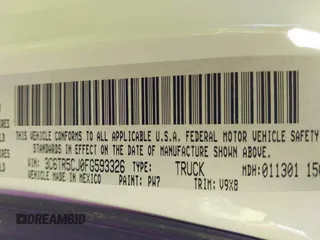 THIS VEHICLE CONFORMS TO ALL APPLICABLE U.S.A. FEDERAL MOTOR VEHICLE SAFETY
STANDARDS IN EFFECT ON THE DATE OF MANUFACTURE SHOWN ABOVE
VIN: 3C6TR5CJ0FG593326 TYPE: TRUCK MDH: 011301
MADE IN MEXICO PAINT: PW7 TRIM: V9X8
DREAMBID